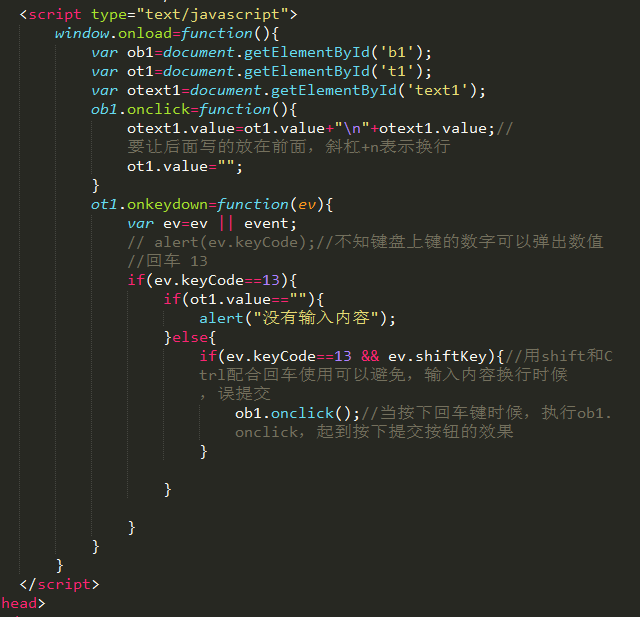 <script type="text/javascript">
window.onload=function(){
var ob1=document.getElementById('b1');
var ot1=document.getElementById('t1');
var otext1=document.getElementById('text1');
ob1.onclick=function(){
otext1.value=ot1.value+"\n"+otext1.value;//
要让后面写的放在前面，斜杠+n表示换行
ot1.value="";
}
ot1.onkeydown=function(ev){
var ev=ev || event;
// alert(ev.keyCode);//不知键盘上键的数字可以弹出数值
//回车 13
if(ev.keyCode==13){
if(ot1.value==""){
alert("没有输入内容");
}else{
if(ev.keyCode==13 && ev.shiftKey){//用shift和C
trl配合回车使用可以避免，输入内容换行时候
，误提交
ob1.onclick();//当按下回车键时候，执行ob1.
onclick，起到按下提交按钮的效果
}
}
}
}
}
</script>
head>